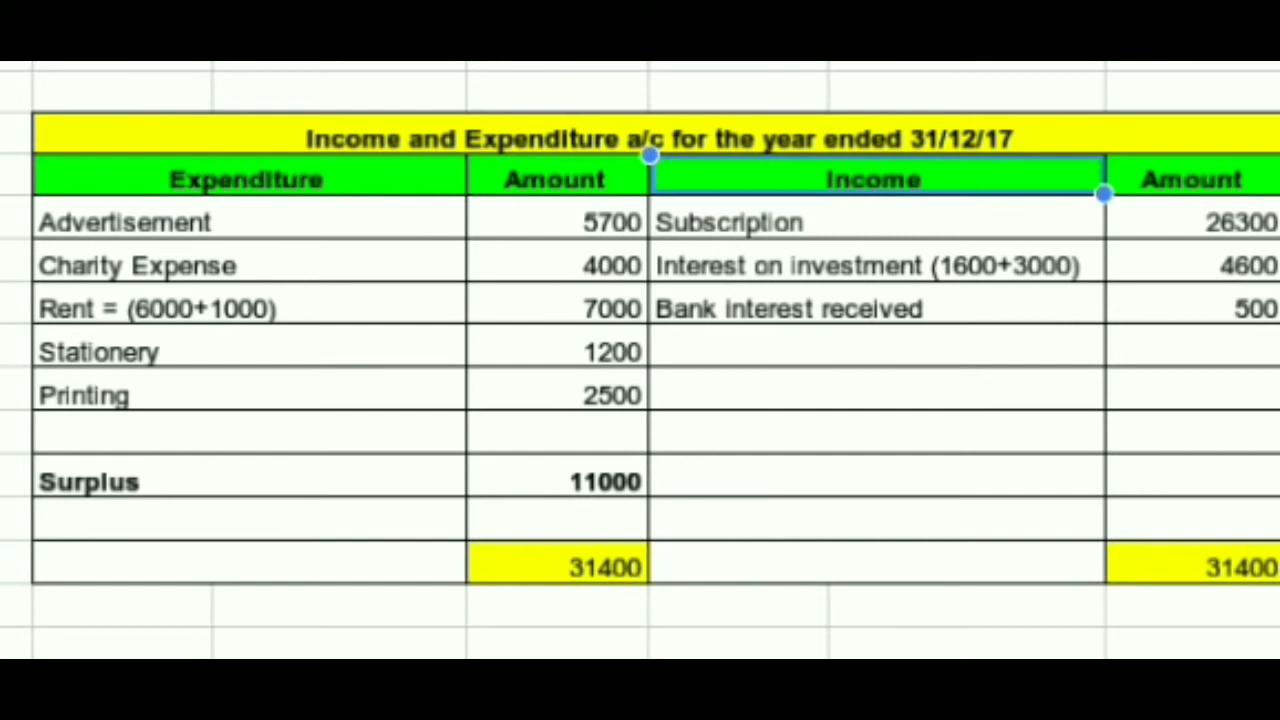 Income and Expenditure a/c for the year ended 31/12/17
Expenditure Amount Income Amount
Advertisement 5700 Subscription 26300
Charity Expense 4000 Interest on investment (1600+3000) 4600
Rent = (6000+1000) 7000 Bank interest received 500
Stationery 1200
Printing 2500
Surplus 11000
31400 31400